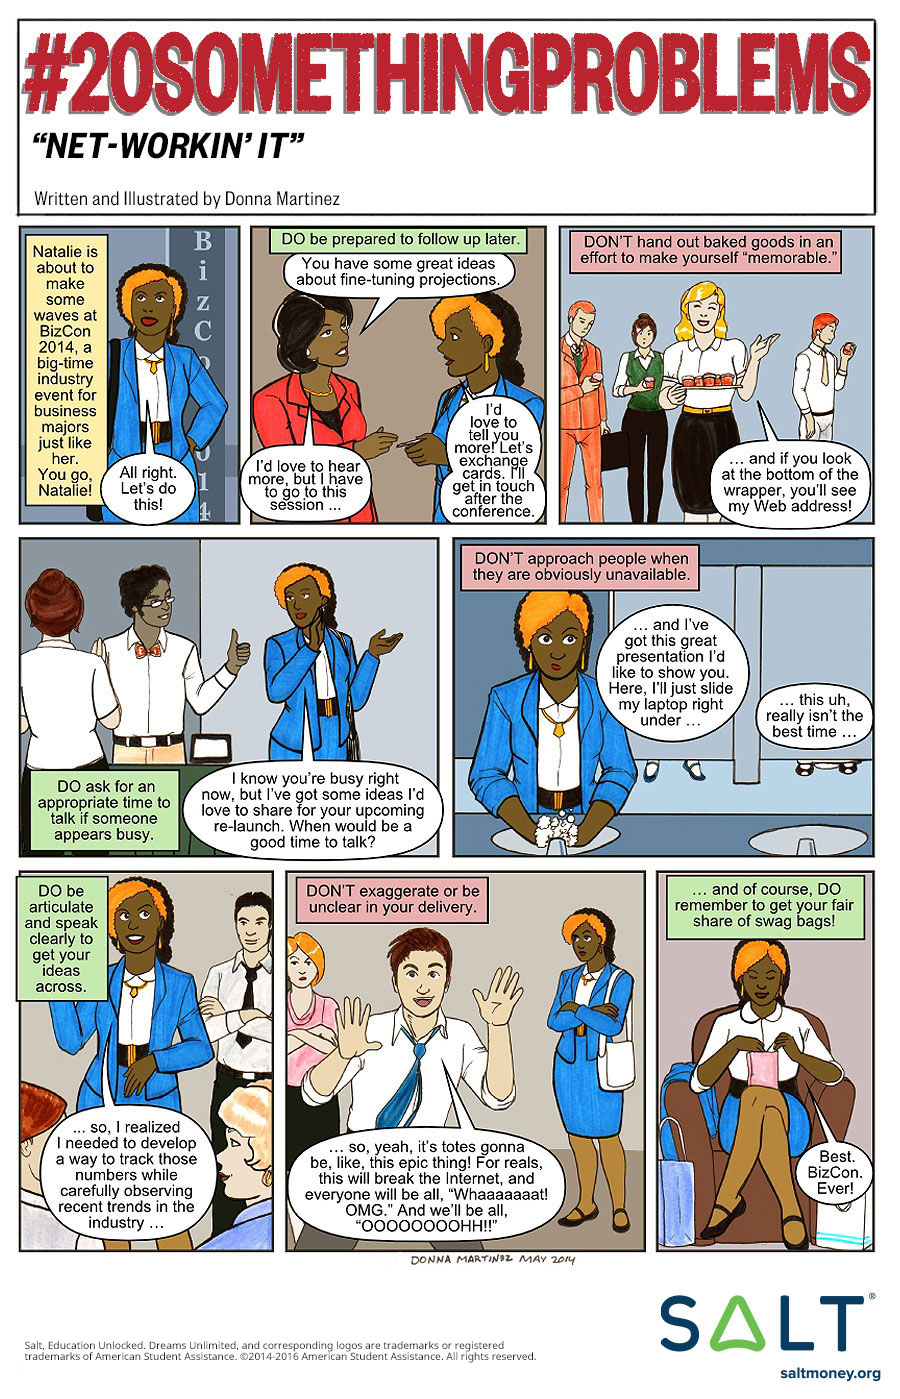 #20SOMETHINGPROBLEMS
“NET-WORKIN’ IT”
Written and Illustrated by Donna Martinez
Natalie is
about to
make
some
waves at
BizCon
2014, a
big-time
industry
event for
business
majors
just like
her.
You go,
Natalie!
BizCon 2014
All right.
Let’s do
this!
DO be prepared to follow up later.
You have some great ideas
about fine-tuning projections.
I’d
love to
tell you
more! Let’s
exchange
cards. I’ll
get in touch
after the
conference.
I’d love to hear
more, but I have
to go to this
session ...
DON’T hand out baked goods in an
effort to make yourself “memorable.”
... and if you look
at the bottom of the
wrapper, you’ll see
my Web address!
DO ask for an
appropriate time to
talk if someone
appears busy.
I know you’re busy right
now, but I’ve got some ideas I’d
love to share for your upcoming
re-launch. When would be a
good time to talk?
DON’T approach people when
they are obviously unavailable.
... and I’ve
got this great
presentation I’d
like to show you.
Here, I’ll just slide
my laptop right
under ...
... this uh,
really isn’t the
best time ...
DO be
articulate
and speak
clearly to
get your
ideas
across.
... so, I realized
I needed to develop
a way to track those
numbers while
carefully observing
recent trends in the
industry ...
DON’T exaggerate or be
unclear in your delivery.
... so, yeah, it’s totes gonna
be, like, this epic thing! For reals,
this will break the Internet, and
everyone will be all, “Whaaaaaaat!
OMG.” And we’ll be all,
“OOOOOOOOHH!!”
... and of course, DO
remember to get your fair
share of swag bags!
Best.
BizCon.
Ever!
DONNA MARTINEZ MAY 2014
SALT®
saltmoney.org
Salt, Education Unlocked. Dreams Unlimited, and corresponding logos are trademarks or registered
trademarks of American Student Assistance. ©2014-2016 American Student Assistance. All rights reserved.